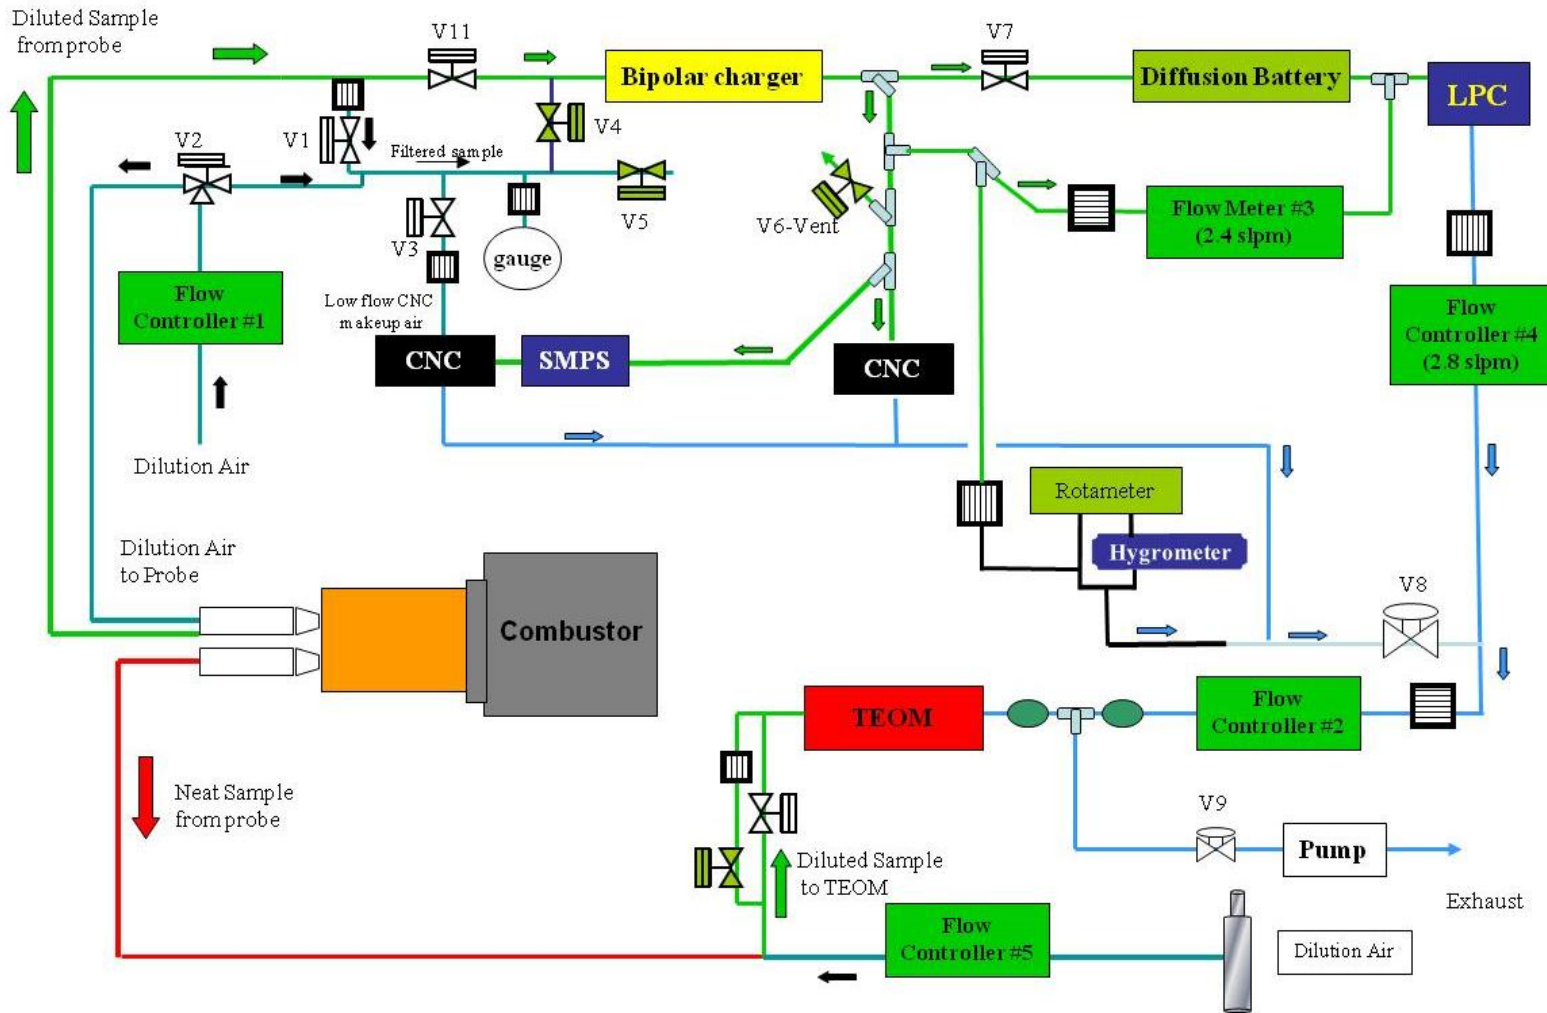 Diluted Sample
from probe
V11
V7
Bipolar charger
Diffusion Battery
LPC
V2
V1
V4
Filtered sample
V5
V3
gauge
V6-Vent
Flow Meter #3
(2.4 slpm)
Flow
Controller #1
Low flow CNC
makeup air
CNC
SMPS
CNC
Flow
Controller #4
(2.8 slpm)
Dilution Air
Rotameter
Hygrometer
Dilution Air
to Probe
V8
Combustor
TEOM
Flow
Controller #2
Neat Sample
from probe
V9
Pump
Diluted Sample
to TEOM
Exhaust
Flow
Controller #5
Dilution Air